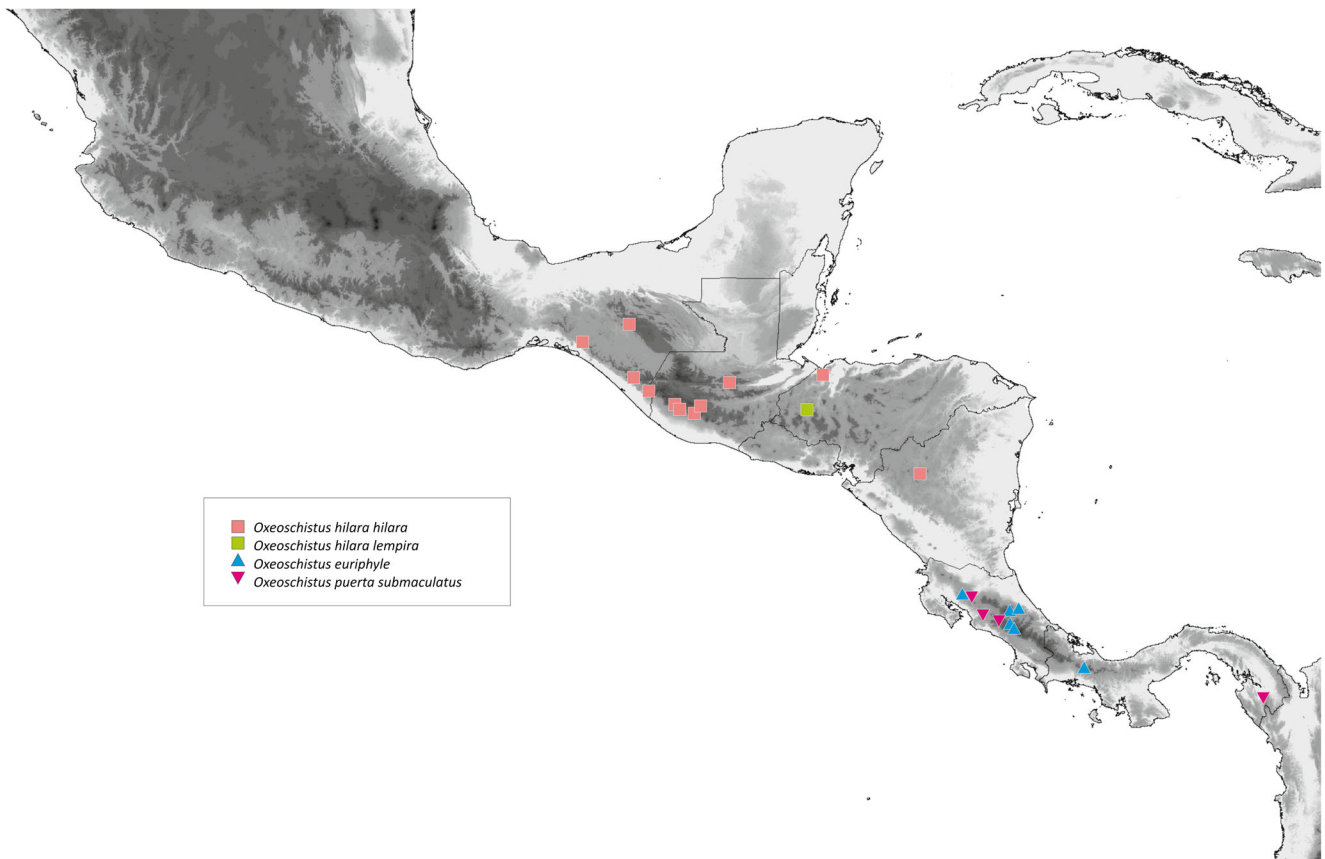 Oxeoschistus hilara hilara
Oxeoschistus hilara lempira
Oxeoschistus euriphyle
Oxeoschistus puerta submaculatus